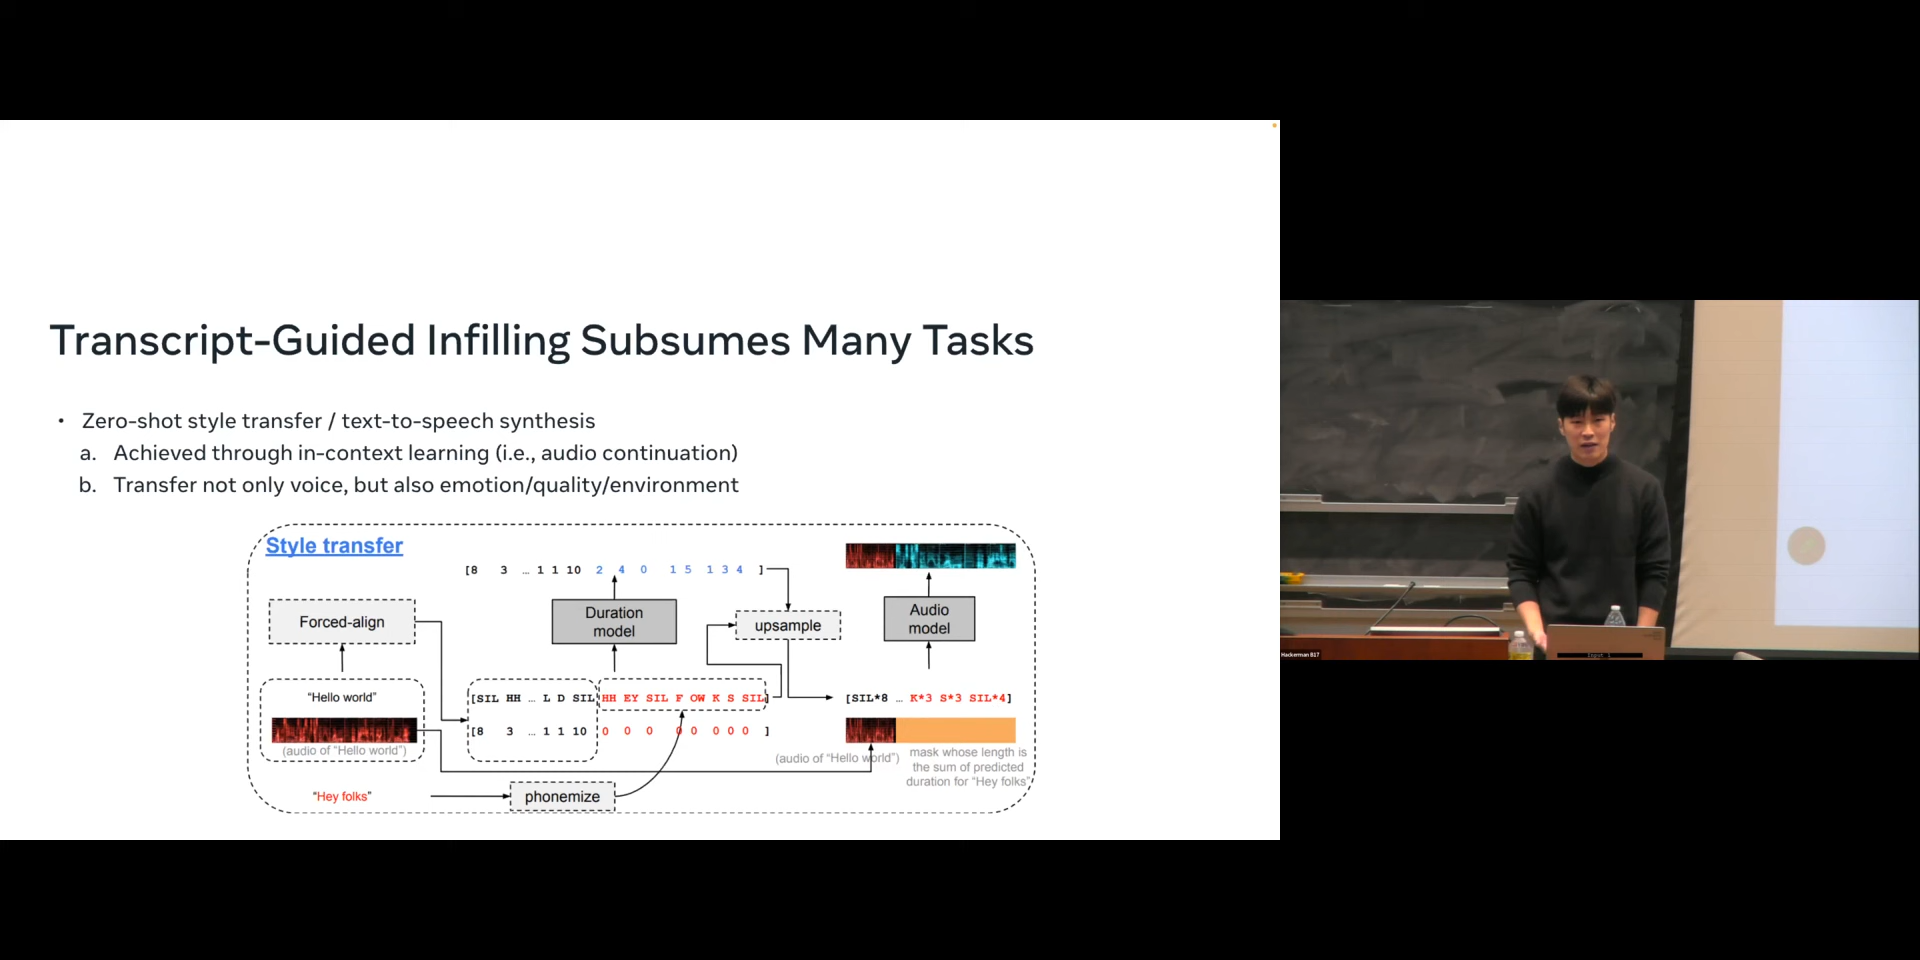 Transcript-Guided Infilling Subsumes Many Tasks
• Zero-shot style transfer / text-to-speech synthesis
a. Achieved through in-context learning (i.e., audio continuation)
b. Transfer not only voice, but also emotion/quality/environment
Style transfer
[8 3 … 1 1 10 2 4 0 1 5 1 3 4 ]
Forced-align
Duration
model
upsample
Audio
model
"Hello world"
[SIL HH … L D SIL HH EY SIL F OW K S SIL]
[SIL*8 … K*3 S*3 SIL*4]
[8 3 … 1 1 10 0 0 0 0 0 0 0 0 ]
(audio of "Hello world")
(audio of "Hello world")
mask whose length is
the sum of predicted
duration for "Hey folks"
"Hey folks"
phonemize
Hackerman B17
Input 1